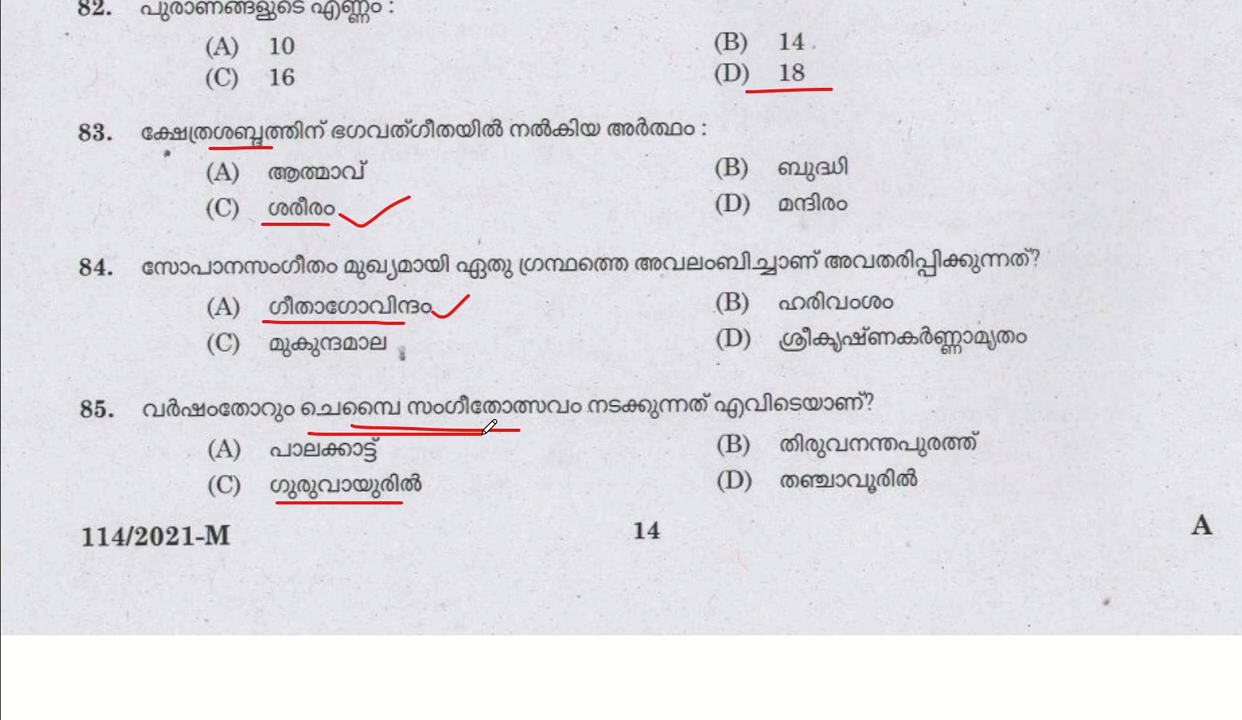 82. പുരാണങ്ങളുടെ എണ്ണം :
(A) 10 (B) 14
(C) 16 (D) 18
83. ക്ഷേത്രശബ്ദത്തിന് ഭഗവത്ഗീതയിൽ നൽകിയ അർത്ഥം :
(A) ആത്മാവ് (B) ബുദ്ധി
(C) ശരീരം (D) മന്ദിരം
84. സോപാനസംഗീതം മുഖ്യമായി ഏതു ഗ്രന്ഥത്തെ അവലംബിച്ചാണ് അവതരിപ്പിക്കുന്നത്?
(A) ഗീതാഗോവിന്ദം (B) ഹരിവംശം
(C) മുകുന്ദമാല (D) ശ്രീകൃഷ്ണകർണ്ണാമൃതം
85. വർഷംതോറും ചെമ്പൈ സംഗീതോത്സവം നടക്കുന്നത് എവിടെയാണ്?
(A) പാലക്കാട്ട് (B) തിരുവനന്തപുരത്ത്
(C) ഗുരുവായുരിൽ (D) തഞ്ചാവൂരിൽ
114/2021-M 14 A